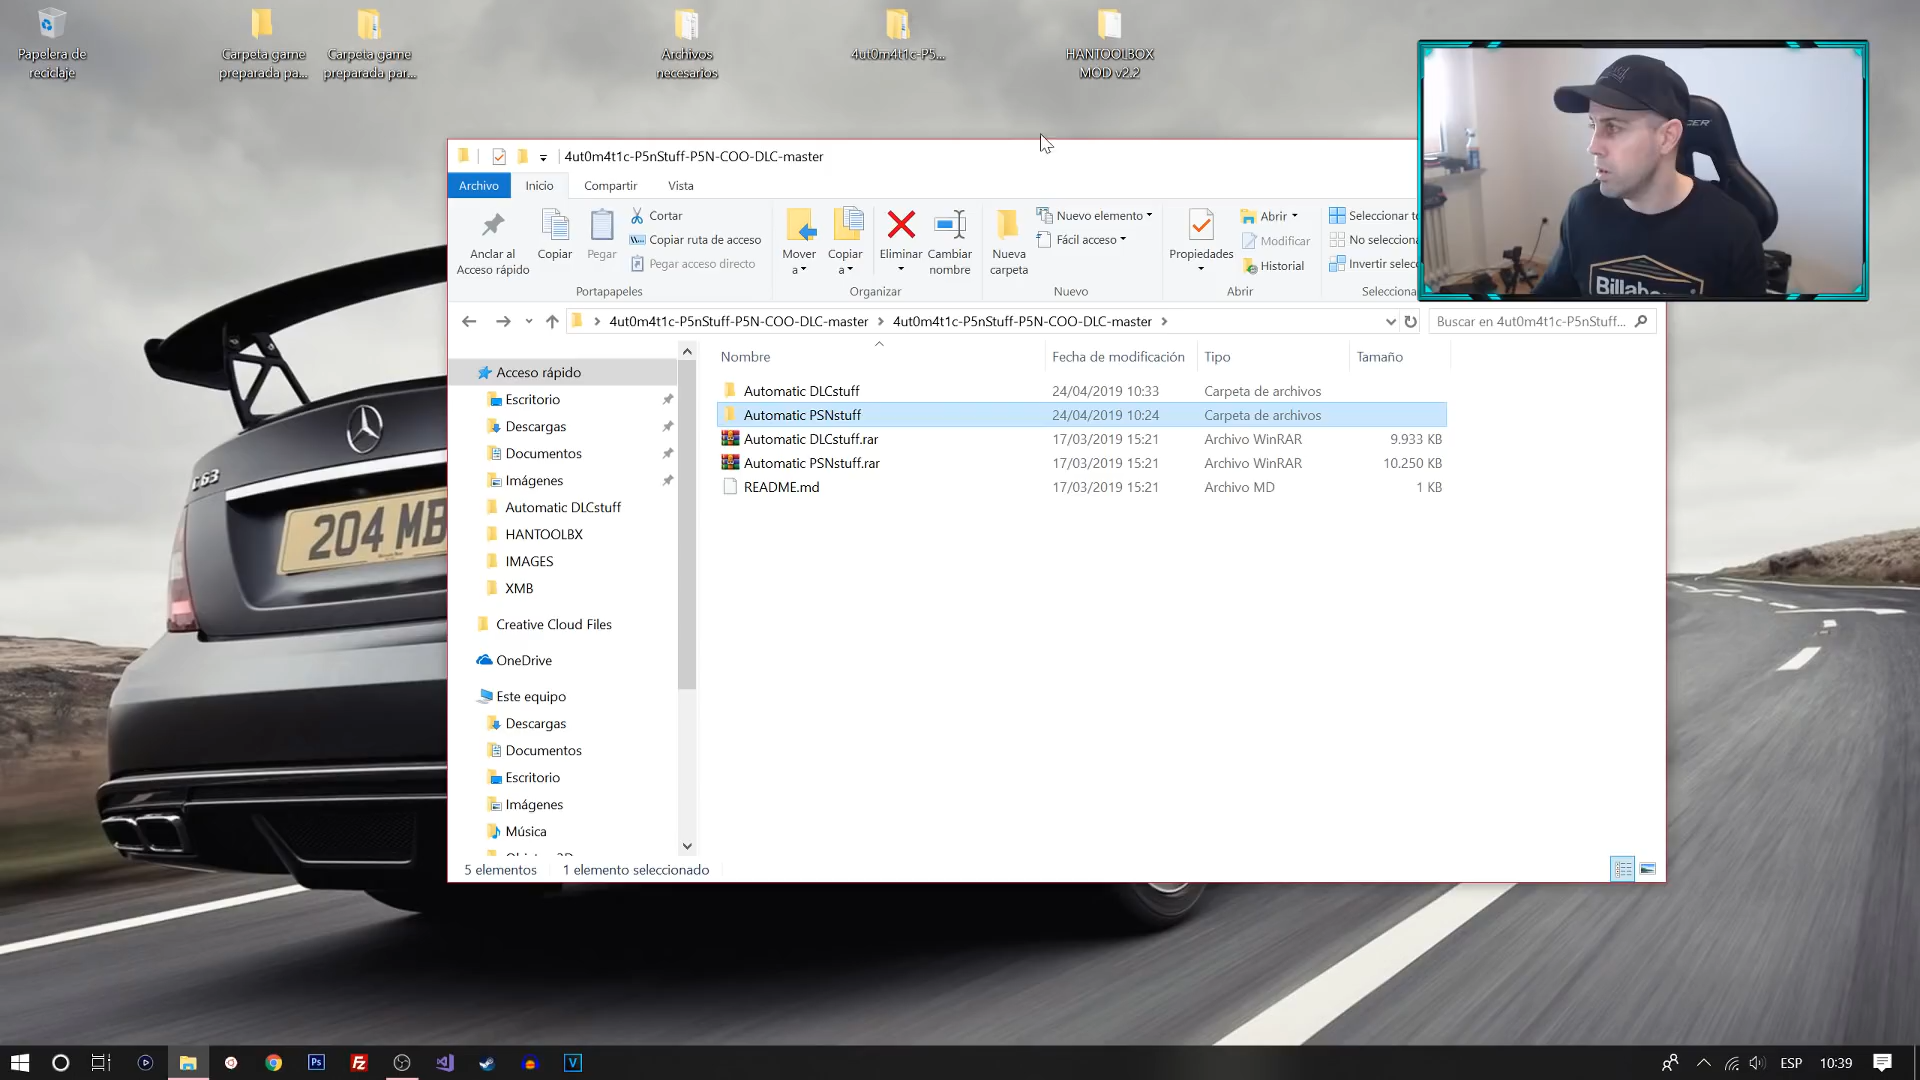 Papelera de
reciclaje
Carpeta game
preparada pa...
Carpeta game
preparada par...
Archivos
necesarios
4ut0m4t1c-P5...
HANTOOLBOX
MOD v2.2
4ut0m4t1c-P5nStuff-P5N-COO-DLC-master
Archivo
Inicio
Compartir
Vista
Anclar al
Acceso rápido
Copiar
Pegar
Cortar
Copiar ruta de acceso
Pegar acceso directo
Portapapeles
Mover
a
Copiar
a
Eliminar
Cambiar
nombre
Organizar
Nueva
carpeta
Nuevo elemento
Fácil acceso
Nuevo
Propiedades
Abrir
Modificar
Historial
Abrir
Seleccionar to
No selecciona
Invertir selec
Selecciona
4ut0m4t1c-P5nStuff-P5N-COO-DLC-master
4ut0m4t1c-P5nStuff-P5N-COO-DLC-master
Buscar en 4ut0m4t1c-P5nStuff...
Acceso rápido
Escritorio
Descargas
Documentos
Imágenes
Automatic DLCstuff
HANTOOLBX
IMAGES
XMB
Creative Cloud Files
OneDrive
Este equipo
Descargas
Documentos
Escritorio
Imágenes
Música
Nombre Fecha de modificación Tipo Tamaño
Automatic DLCstuff 24/04/2019 10:33 Carpeta de archivos
Automatic PSNstuff 24/04/2019 10:24 Carpeta de archivos
Automatic DLCstuff.rar 17/03/2019 15:21 Archivo WinRAR 9.933 KB
Automatic PSNstuff.rar 17/03/2019 15:21 Archivo WinRAR 10.250 KB
README.md 17/03/2019 15:21 Archivo MD 1 KB
5 elementos 1 elemento seleccionado
C 63
204 MB
Billab
Ps
Fz
V
ESP
10:39